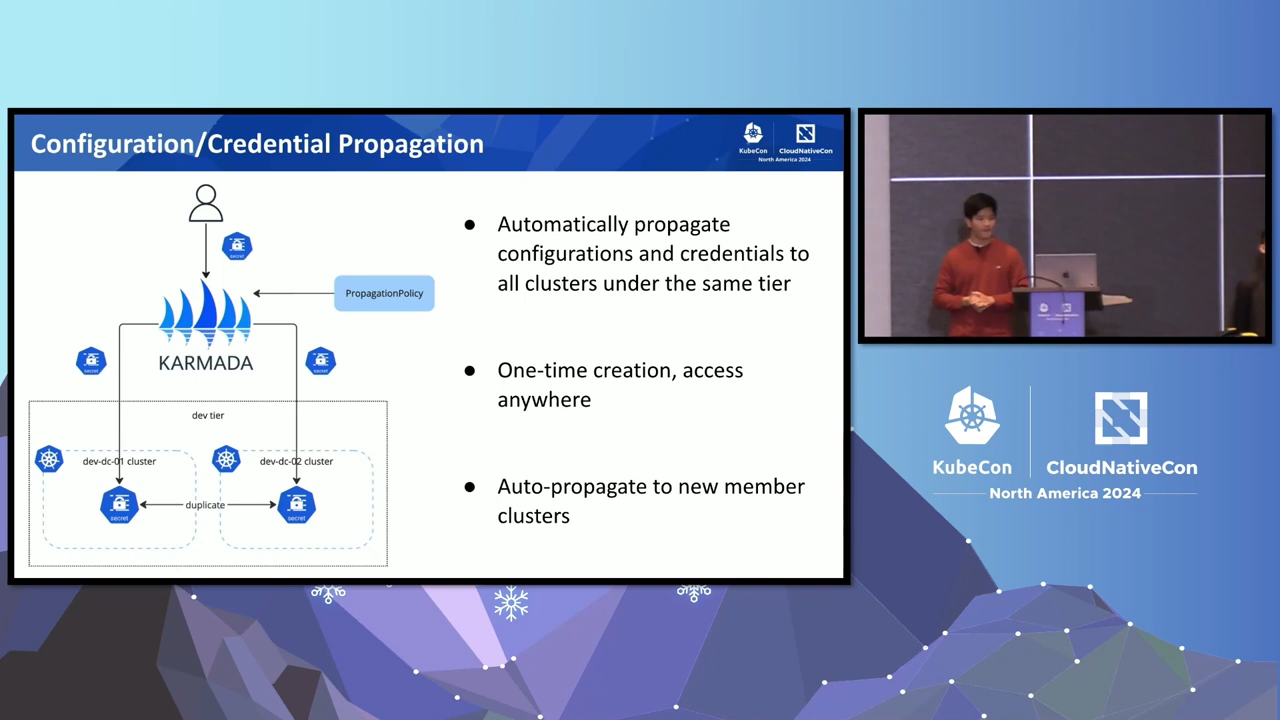 Configuration/Credential Propagation
KubeCon
CloudNativeCon
North America 2024
secret
PropagationPolicy
KARMADA
secret
secret
dev tier
dev-dc-01 cluster
dev-dc-02 cluster
secret
duplicate
secret
● Automatically propagate
configurations and credentials to
all clusters under the same tier
● One-time creation, access
anywhere
● Auto-propagate to new member
clusters
KubeCon
CloudNativeCon
North America 2024